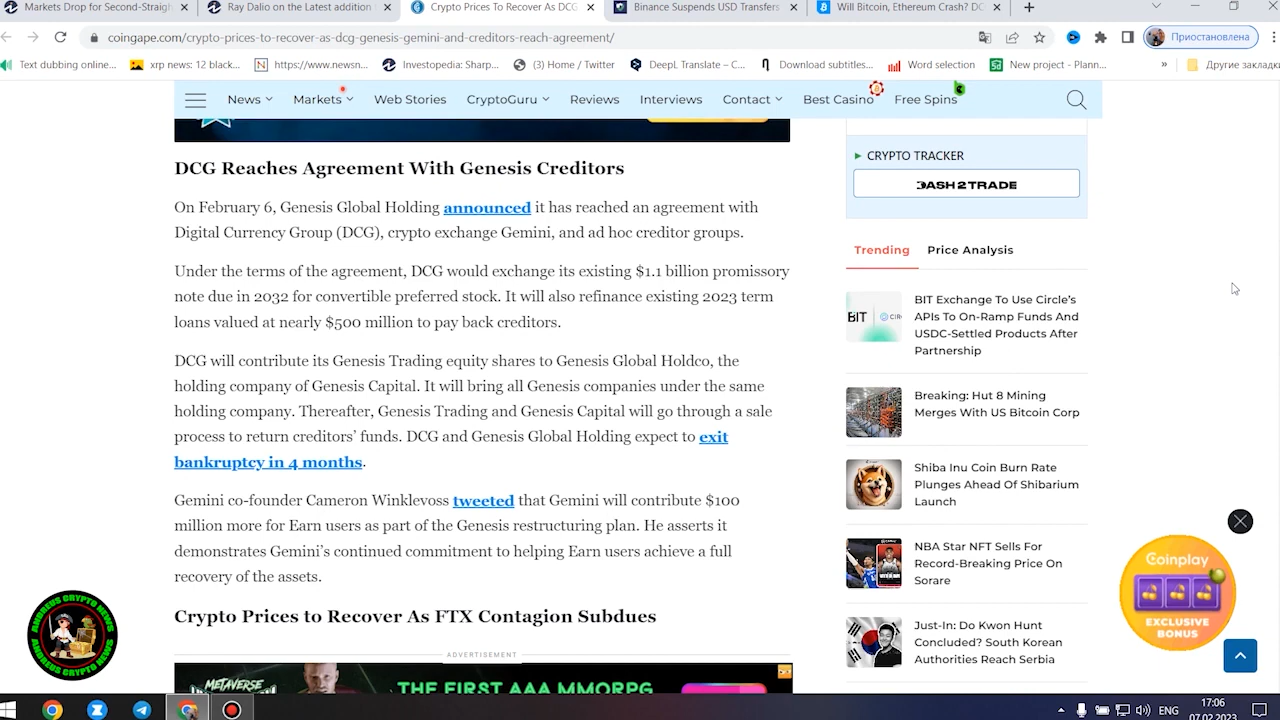 Markets Drop for Second-Straigh
Ray Dalio on the Latest addition
Crypto Prices To Recover As DCG
Binance Suspends USD Transfers
Will Bitcoin, Ethereum Crash? DC
coingape.com/crypto-prices-to-recover-as-dcg-genesis-gemini-and-creditors-reach-agreement/
Приостановлена
Text dubbing online...
xrp news: 12 black...
https://www.newsn...
Investopedia: Sharp...
(3) Home / Twitter
DeepL Translate – C...
Download subtitles...
Word selection
New project - Plann...
»
Другие закладки
News
Markets
Web Stories
CryptoGuru
Reviews
Interviews
Contact
Best Casino
Free Spins
DCG Reaches Agreement With Genesis Creditors
On February 6, Genesis Global Holding announced it has reached an agreement with
Digital Currency Group (DCG), crypto exchange Gemini, and ad hoc creditor groups.
Under the terms of the agreement, DCG would exchange its existing $1.1 billion promissory
note due in 2032 for convertible preferred stock. It will also refinance existing 2023 term
loans valued at nearly $500 million to pay back creditors.
DCG will contribute its Genesis Trading equity shares to Genesis Global Holdco, the
holding company of Genesis Capital. It will bring all Genesis companies under the same
holding company. Thereafter, Genesis Trading and Genesis Capital will go through a sale
process to return creditors' funds. DCG and Genesis Global Holding expect to exit
bankruptcy in 4 months.
Gemini co-founder Cameron Winklevoss tweeted that Gemini will contribute $100
million more for Earn users as part of the Genesis restructuring plan. He asserts it
demonstrates Gemini's continued commitment to helping Earn users achieve a full
recovery of the assets.
Crypto Prices to Recover As FTX Contagion Subdues
ADVERTISEMENT
METAVERSE
THE FIRST AAA MMORPG
CRYPTO TRACKER
DASH 2 TRADE
Trending
Price Analysis
BIT
BIT Exchange To Use Circle's
APIs To On-Ramp Funds And
USDC-Settled Products After
Partnership
Breaking: Hut 8 Mining
Merges With US Bitcoin Corp
Shiba Inu Coin Burn Rate
Plunges Ahead Of Shibarium
Launch
NBA Star NFT Sells For
Record-Breaking Price On
Sorare
Just-In: Do Kwon Hunt
Concluded? South Korean
Authorities Reach Serbia
Coinplay
EXCLUSIVE
BONUS
ANDREUS CRYPTO NEWS
ANDREUS CRYPTO NEWS
ENG
17:06
07.02.2023